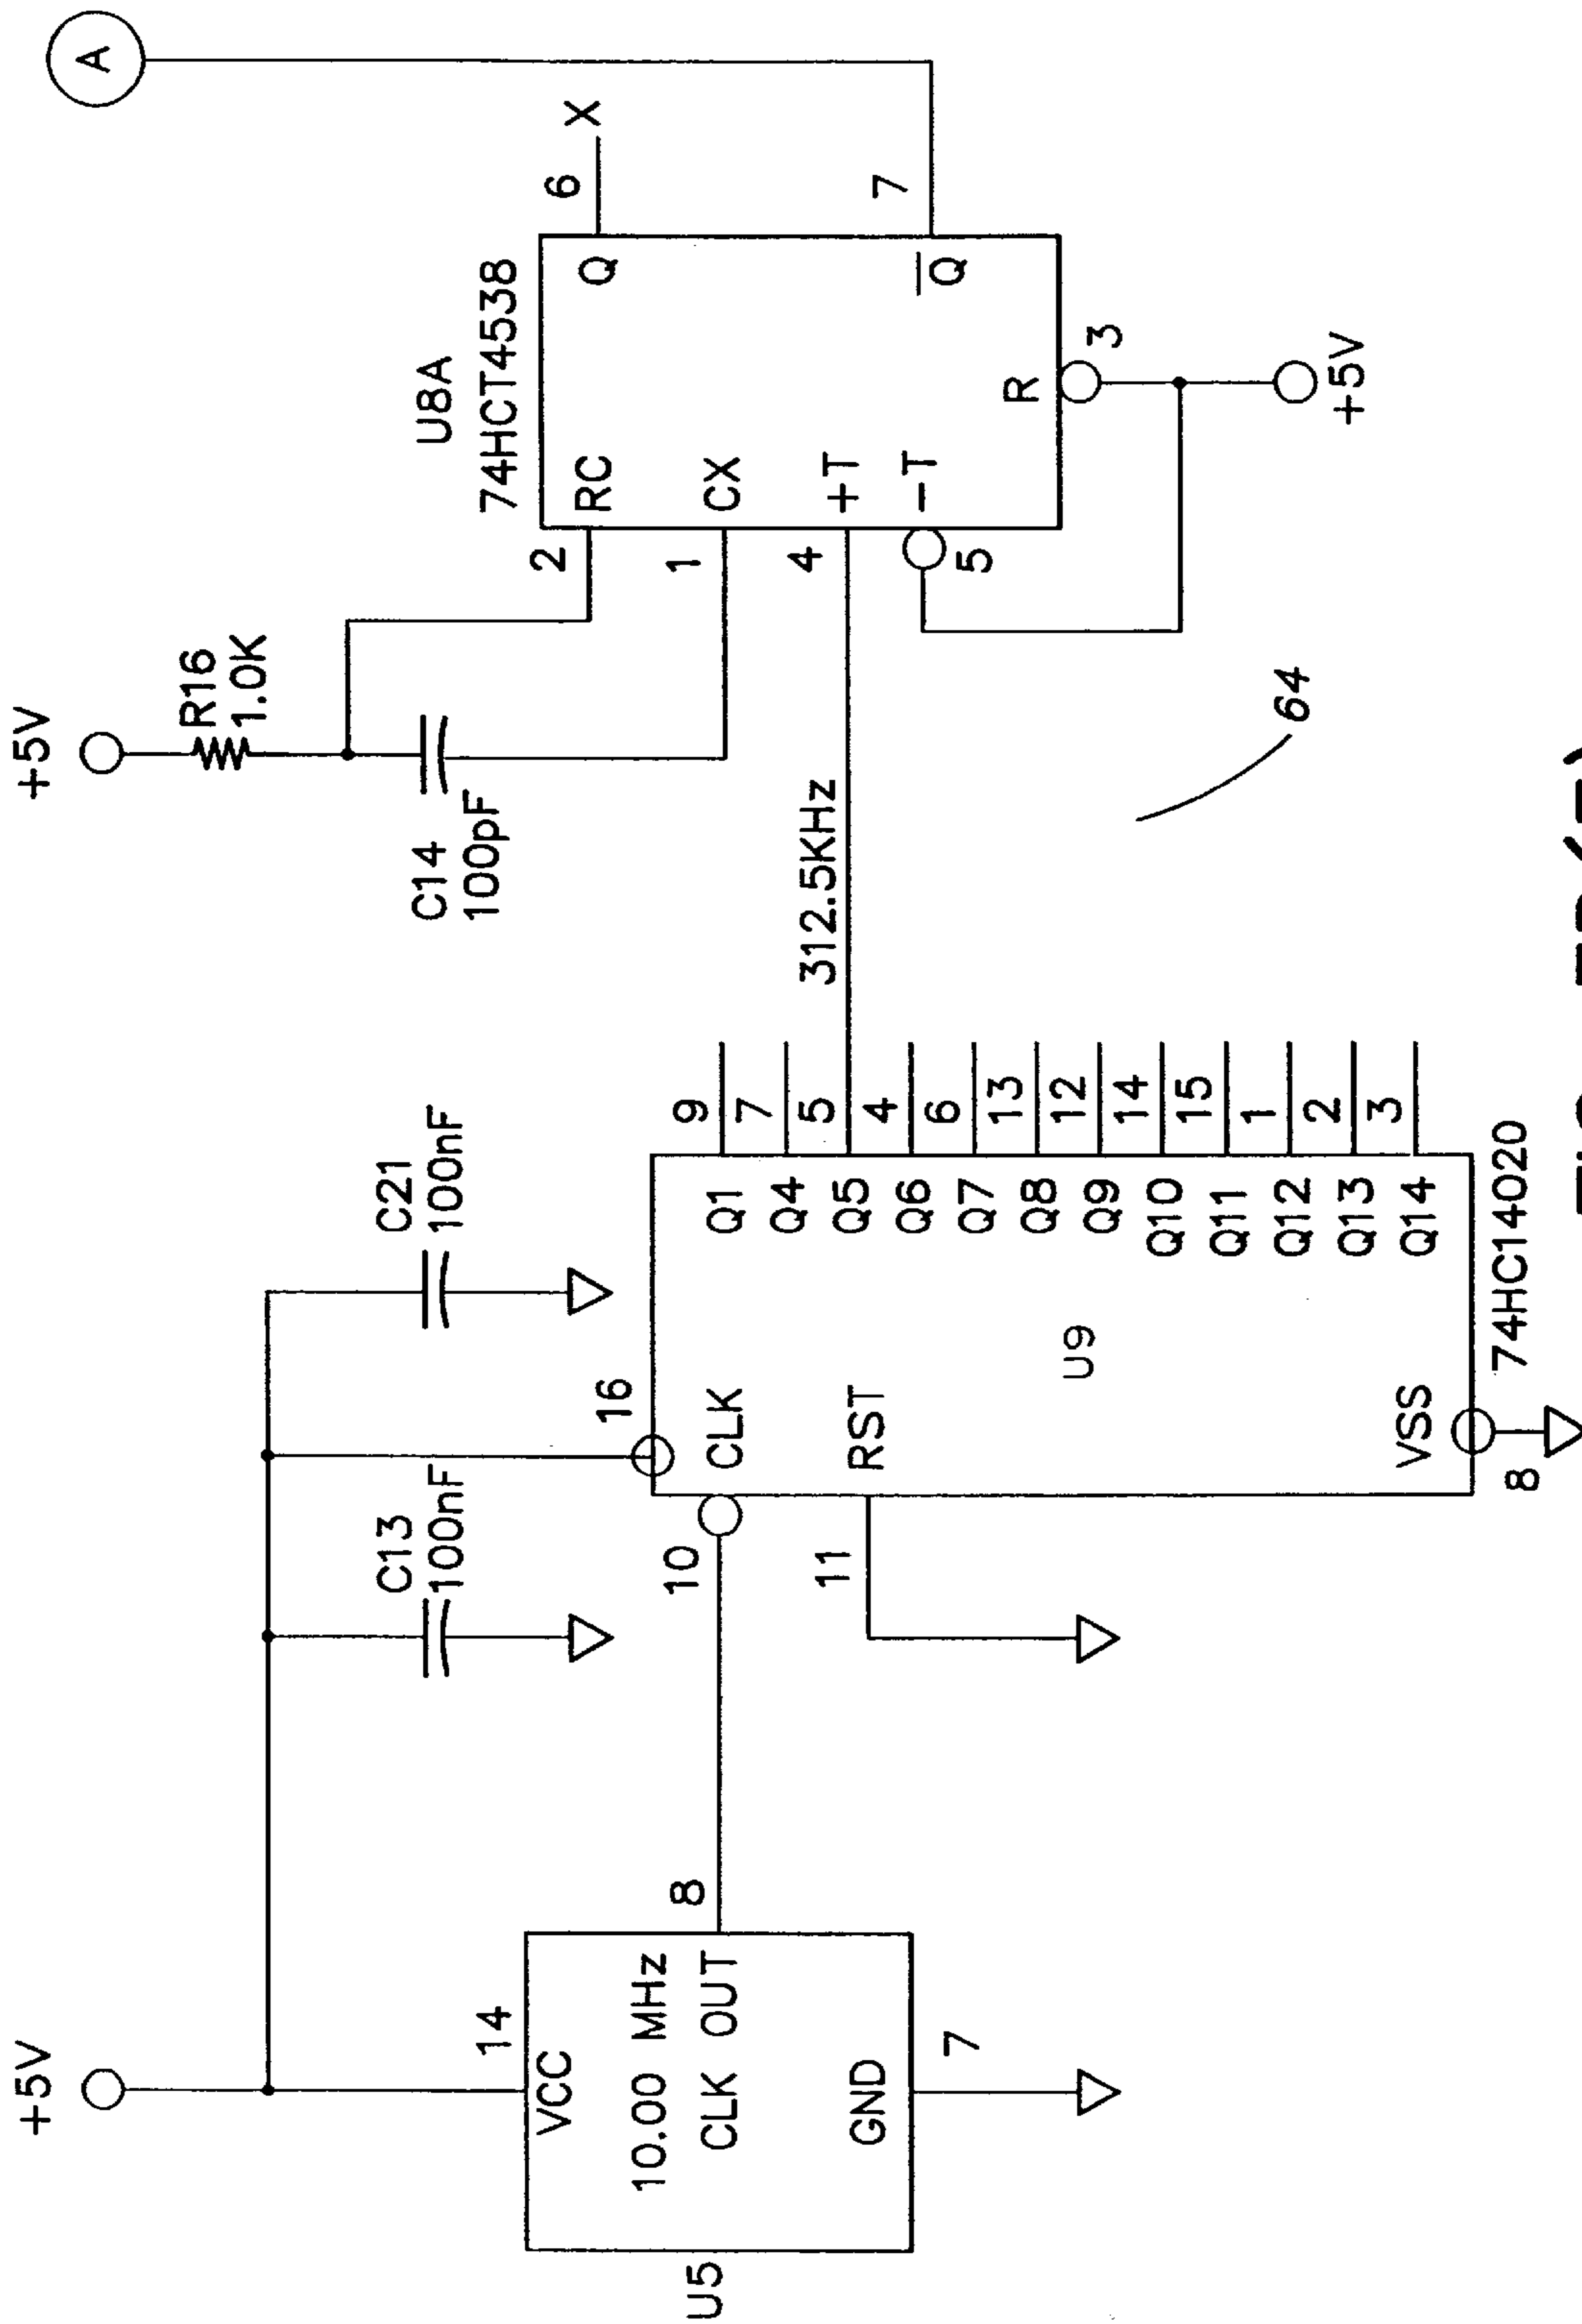 +5V
+5V
A
R16
1.0K
U8A
74HCT4538
C13
100nF
C21
100nF
C14
100pF
14
VCC
10.00 MHz
CLK OUT
8
GND
7
U5
16
10
CLK
11
RST
U9
VSS
8
74HC14020
Q1 9
Q4 7
Q5 5
Q6 4
Q7 6
Q8 13
Q9 12
Q10 14
Q11 15
Q12 1
Q13 2
Q14 3
312.5KHz
2 RC
1 CX
4 +T
5 -T
Q 6 X
Q̅ 7
R 3
+5V
64